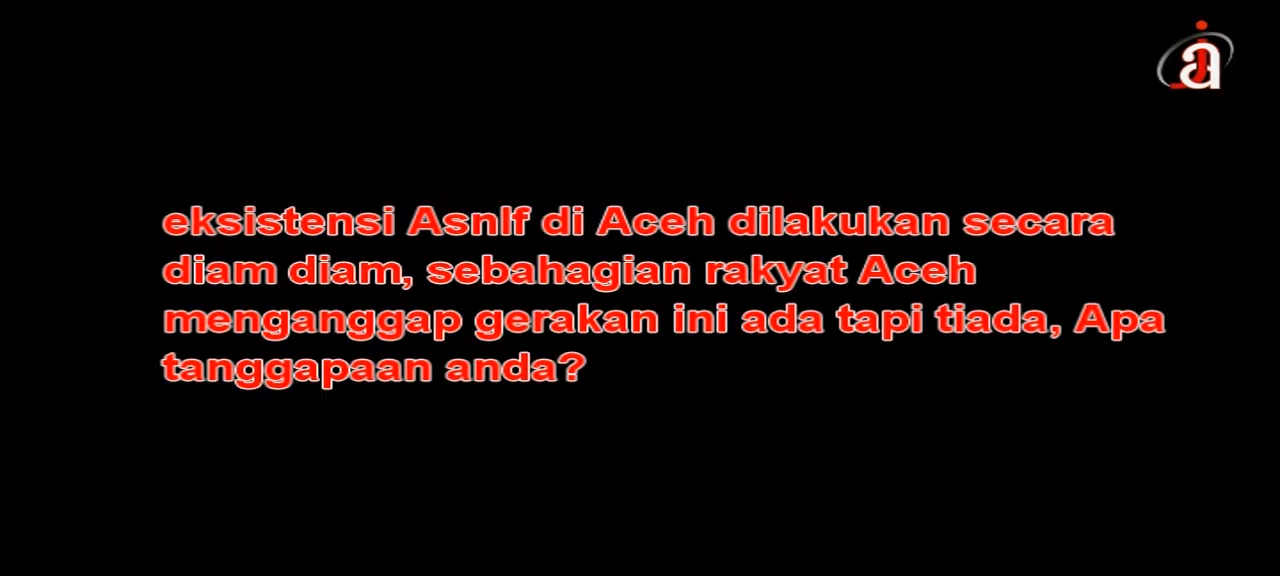 eksistensi Asnlf di Aceh dilakukan secara
diam diam, sebahagian rakyat Aceh
menganggap gerakan ini ada tapi tiada, Apa
tanggapaan anda?